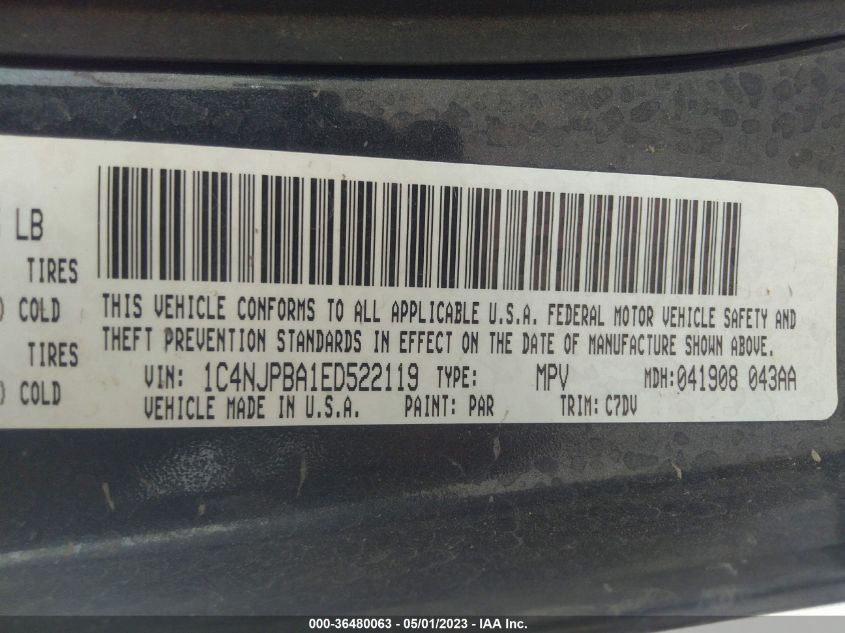 LB
TIRES
) COLD
TIRES
) COLD
THIS VEHICLE CONFORMS TO ALL APPLICABLE U.S.A. FEDERAL MOTOR VEHICLE SAFETY AND
THEFT PREVENTION STANDARDS IN EFFECT ON THE DATE OF MANUFACTURE SHOWN ABOVE.
VIN: 1C4NJPBA1ED522119 TYPE: MPV MDH:041908 043AA
VEHICLE MADE IN U.S.A. PAINT: PAR TRIM: C7DV
000-36480063 - 05/01/2023 - IAA Inc.